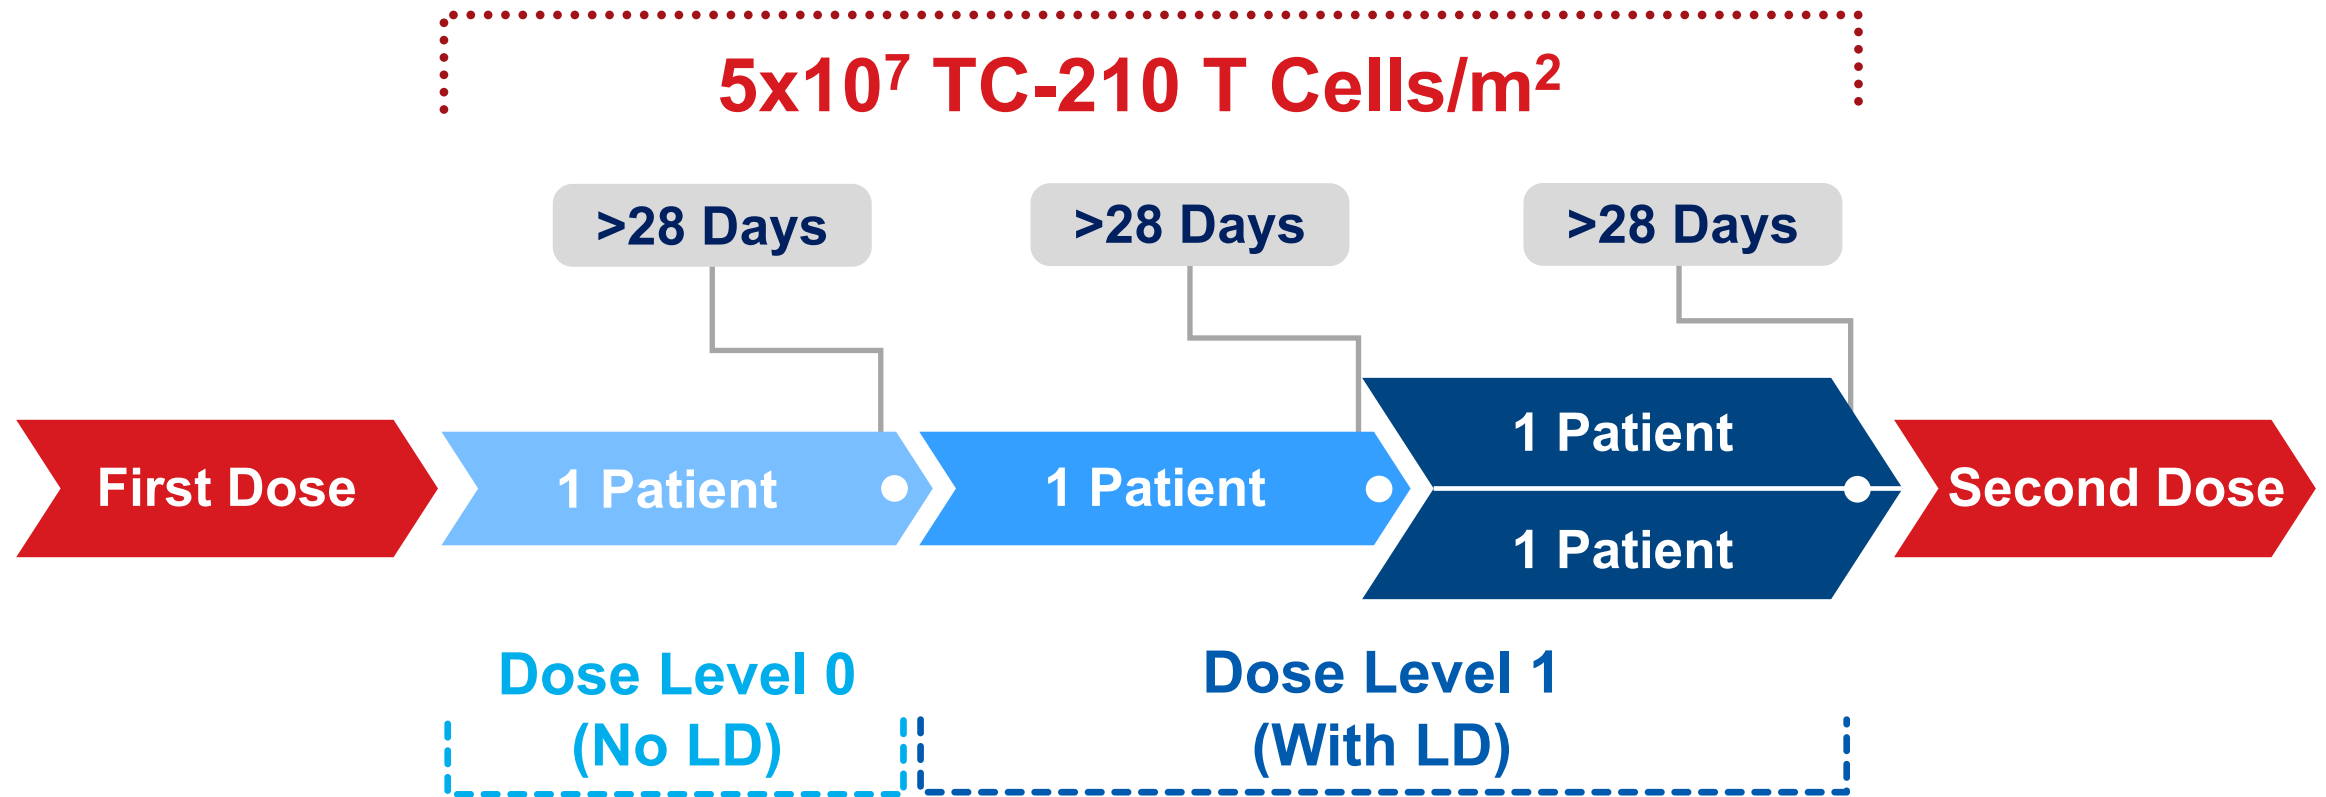 5x10⁷ TC-210 T Cells/m²
>28 Days
>28 Days
>28 Days
First Dose
1 Patient
1 Patient
1 Patient
1 Patient
Second Dose
Dose Level 0
(No LD)
Dose Level 1
(With LD)